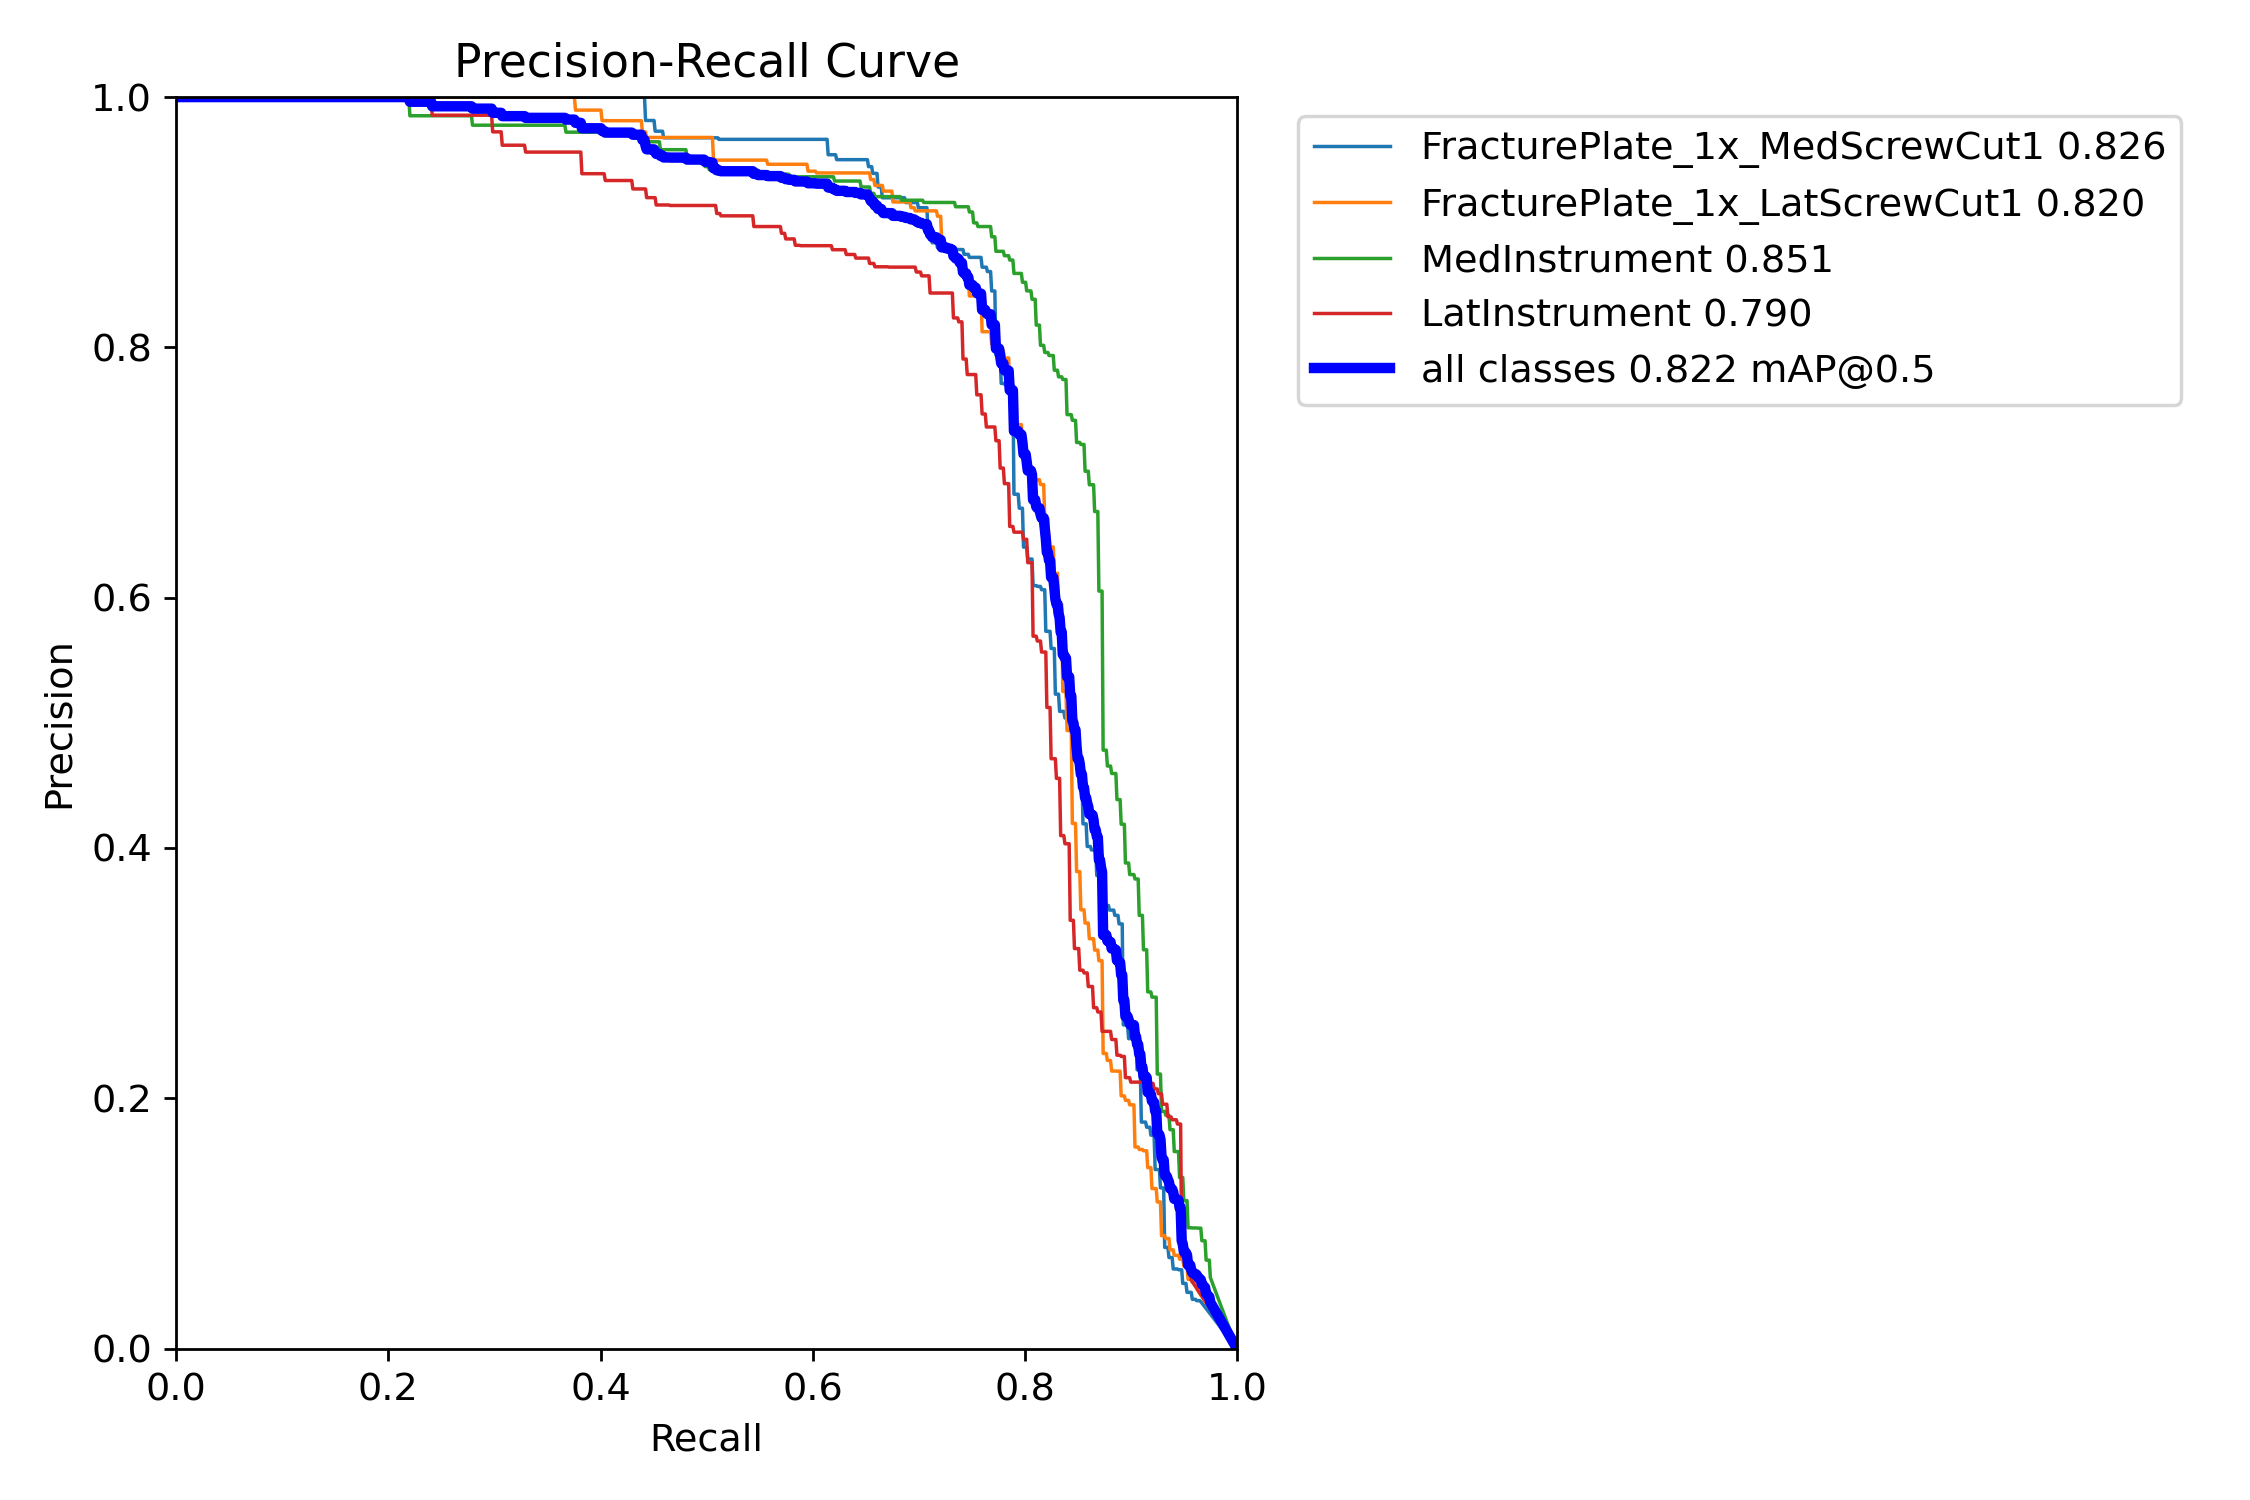 Precision-Recall Curve
1.0
0.8
0.6
0.4
0.2
0.0
Precision
0.0 0.2 0.4 0.6 0.8 1.0
Recall
FracturePlate_1x_MedScrewCut1 0.826
FracturePlate_1x_LatScrewCut1 0.820
MedInstrument 0.851
LatInstrument 0.790
all classes 0.822 mAP@0.5